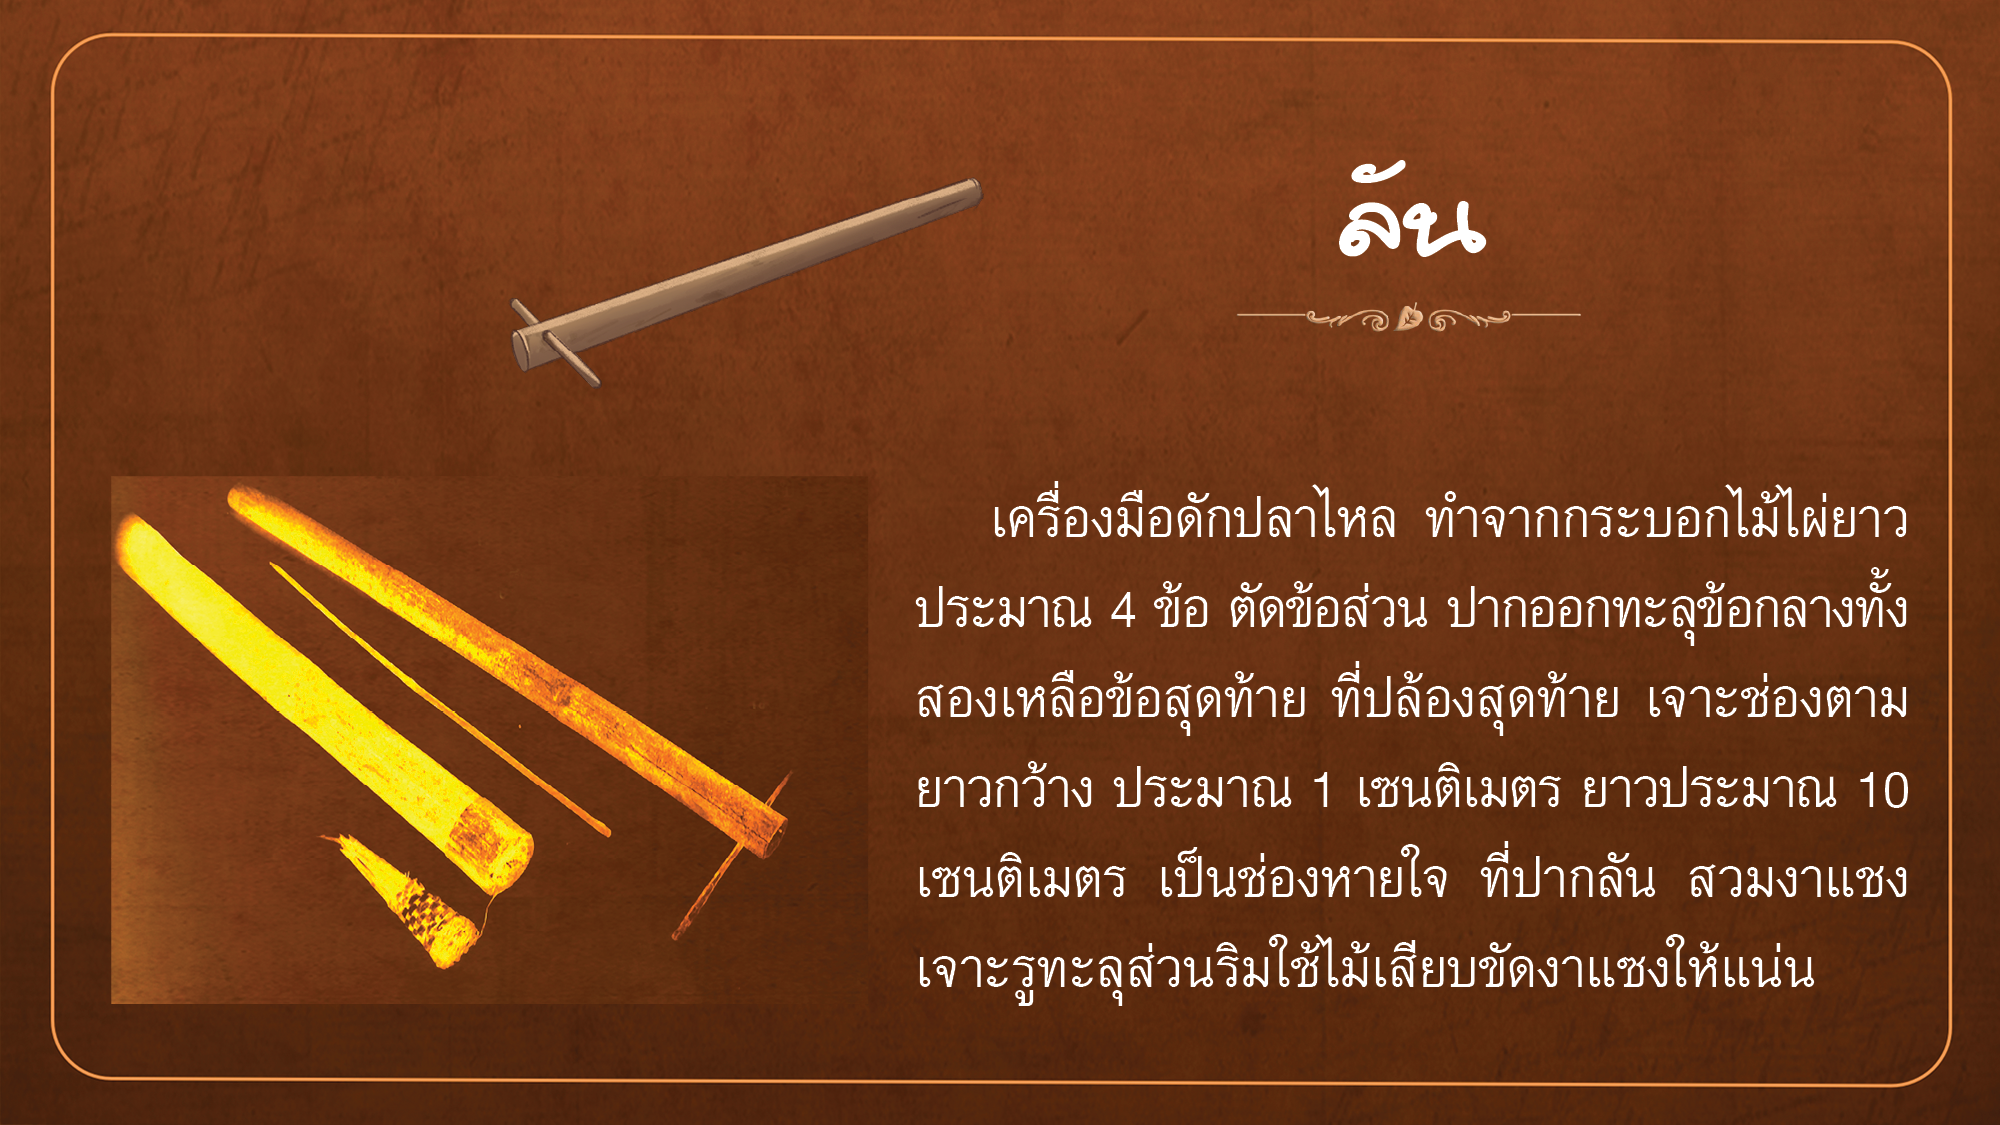 ลัน
เครื่องมือดักปลาไหล ทำจากกระบอกไม้ไผ่ยาว
ประมาณ 4 ข้อ ตัดข้อส่วน ปากออกทะลุข้อกลางทั้ง
สองเหลือข้อสุดท้าย ที่ปล้องสุดท้าย เจาะช่องตาม
ยาวกว้าง ประมาณ 1 เซนติเมตร ยาวประมาณ 10
เซนติเมตร เป็นช่องหายใจ ที่ปากลัน สวมงาแชง
เจาะรูทะลุส่วนริมใช้ไม้เสียบขัดงาแซงให้แน่น